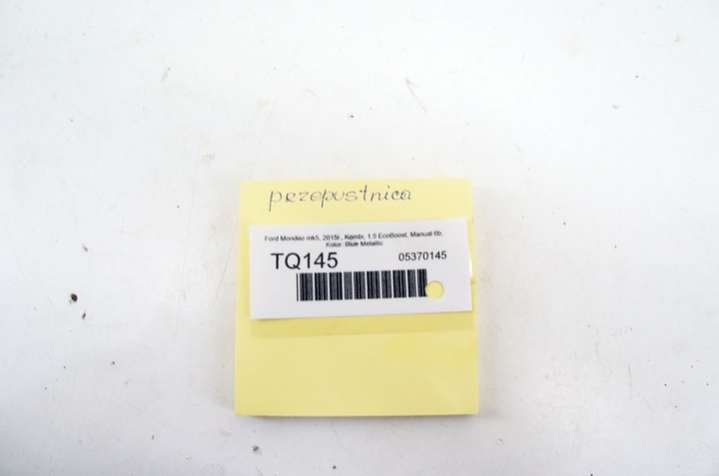 przepustnica
Ford Mondeo mk5, 2015r., Kombi, 1.5 EcoBoost, Manual 6b,
Kolor: Blue Metallic
TQ145 05370145